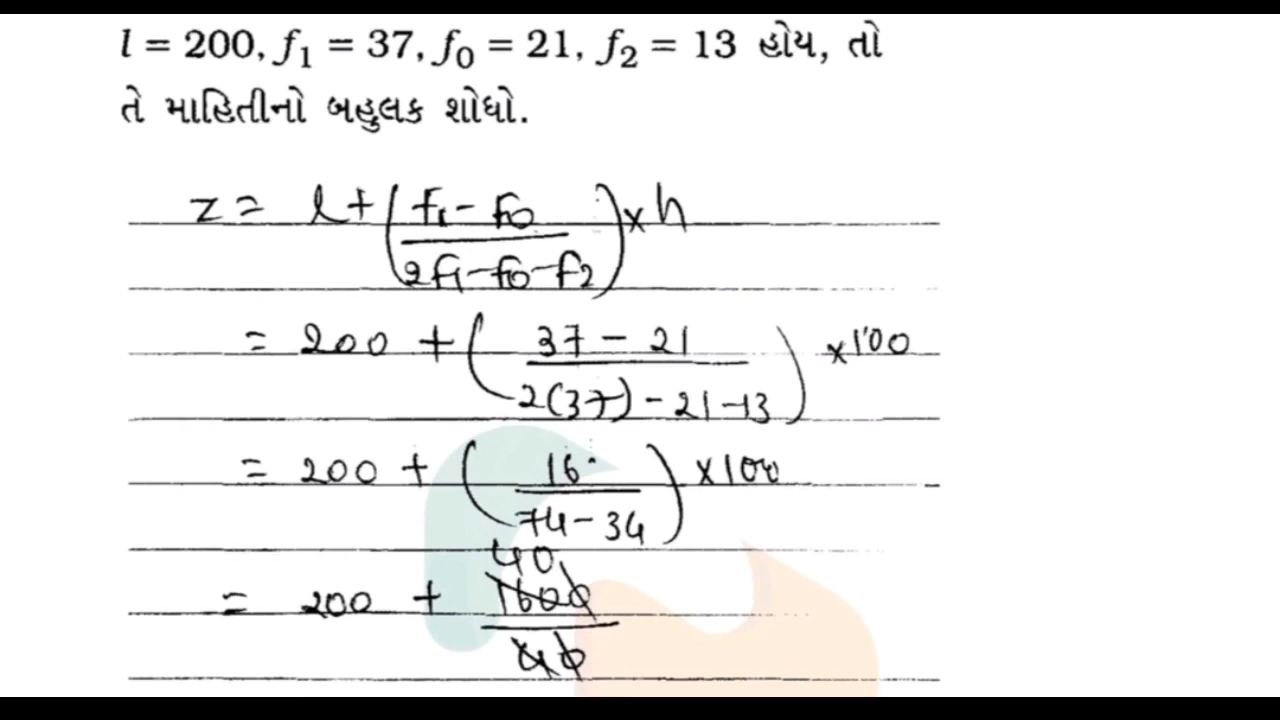 l = 200, f₁ = 37, f₀ = 21, f₂ = 13 હોય, તો
તે માહિતીનો બહુલક શોધો.
z = l + (f₁ - f₀ / 2f₁ - f₀ - f₂) × h
= 200 + (37 - 21 / 2(37) - 21 - 13) × 100
= 200 + (16 / 74 - 34) × 100
40
= 200 + 1600 / 40